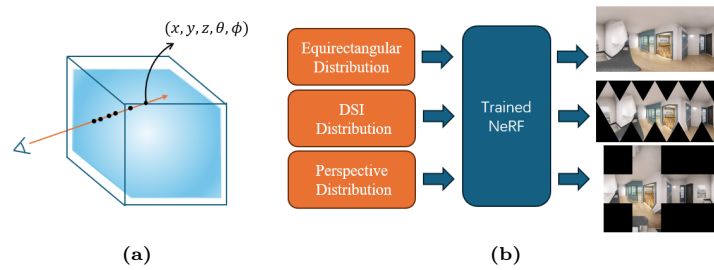 (x, y, z, θ, ϕ)
(a)
Equirectangular
Distribution
DSI
Distribution
Perspective
Distribution
Trained
NeRF
(b)